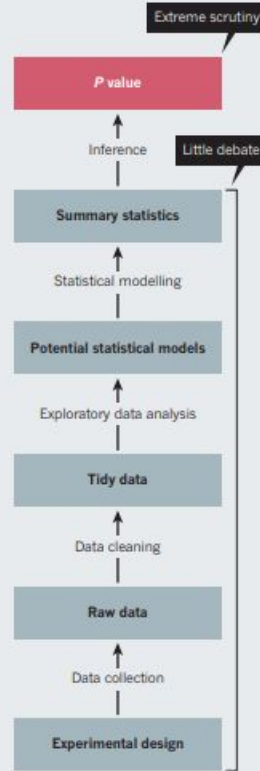 Extreme scrutiny
P value
Inference
Little debate
Summary statistics
Statistical modelling
Potential statistical models
Exploratory data analysis
Tidy data
Data cleaning
Raw data
Data collection
Experimental design